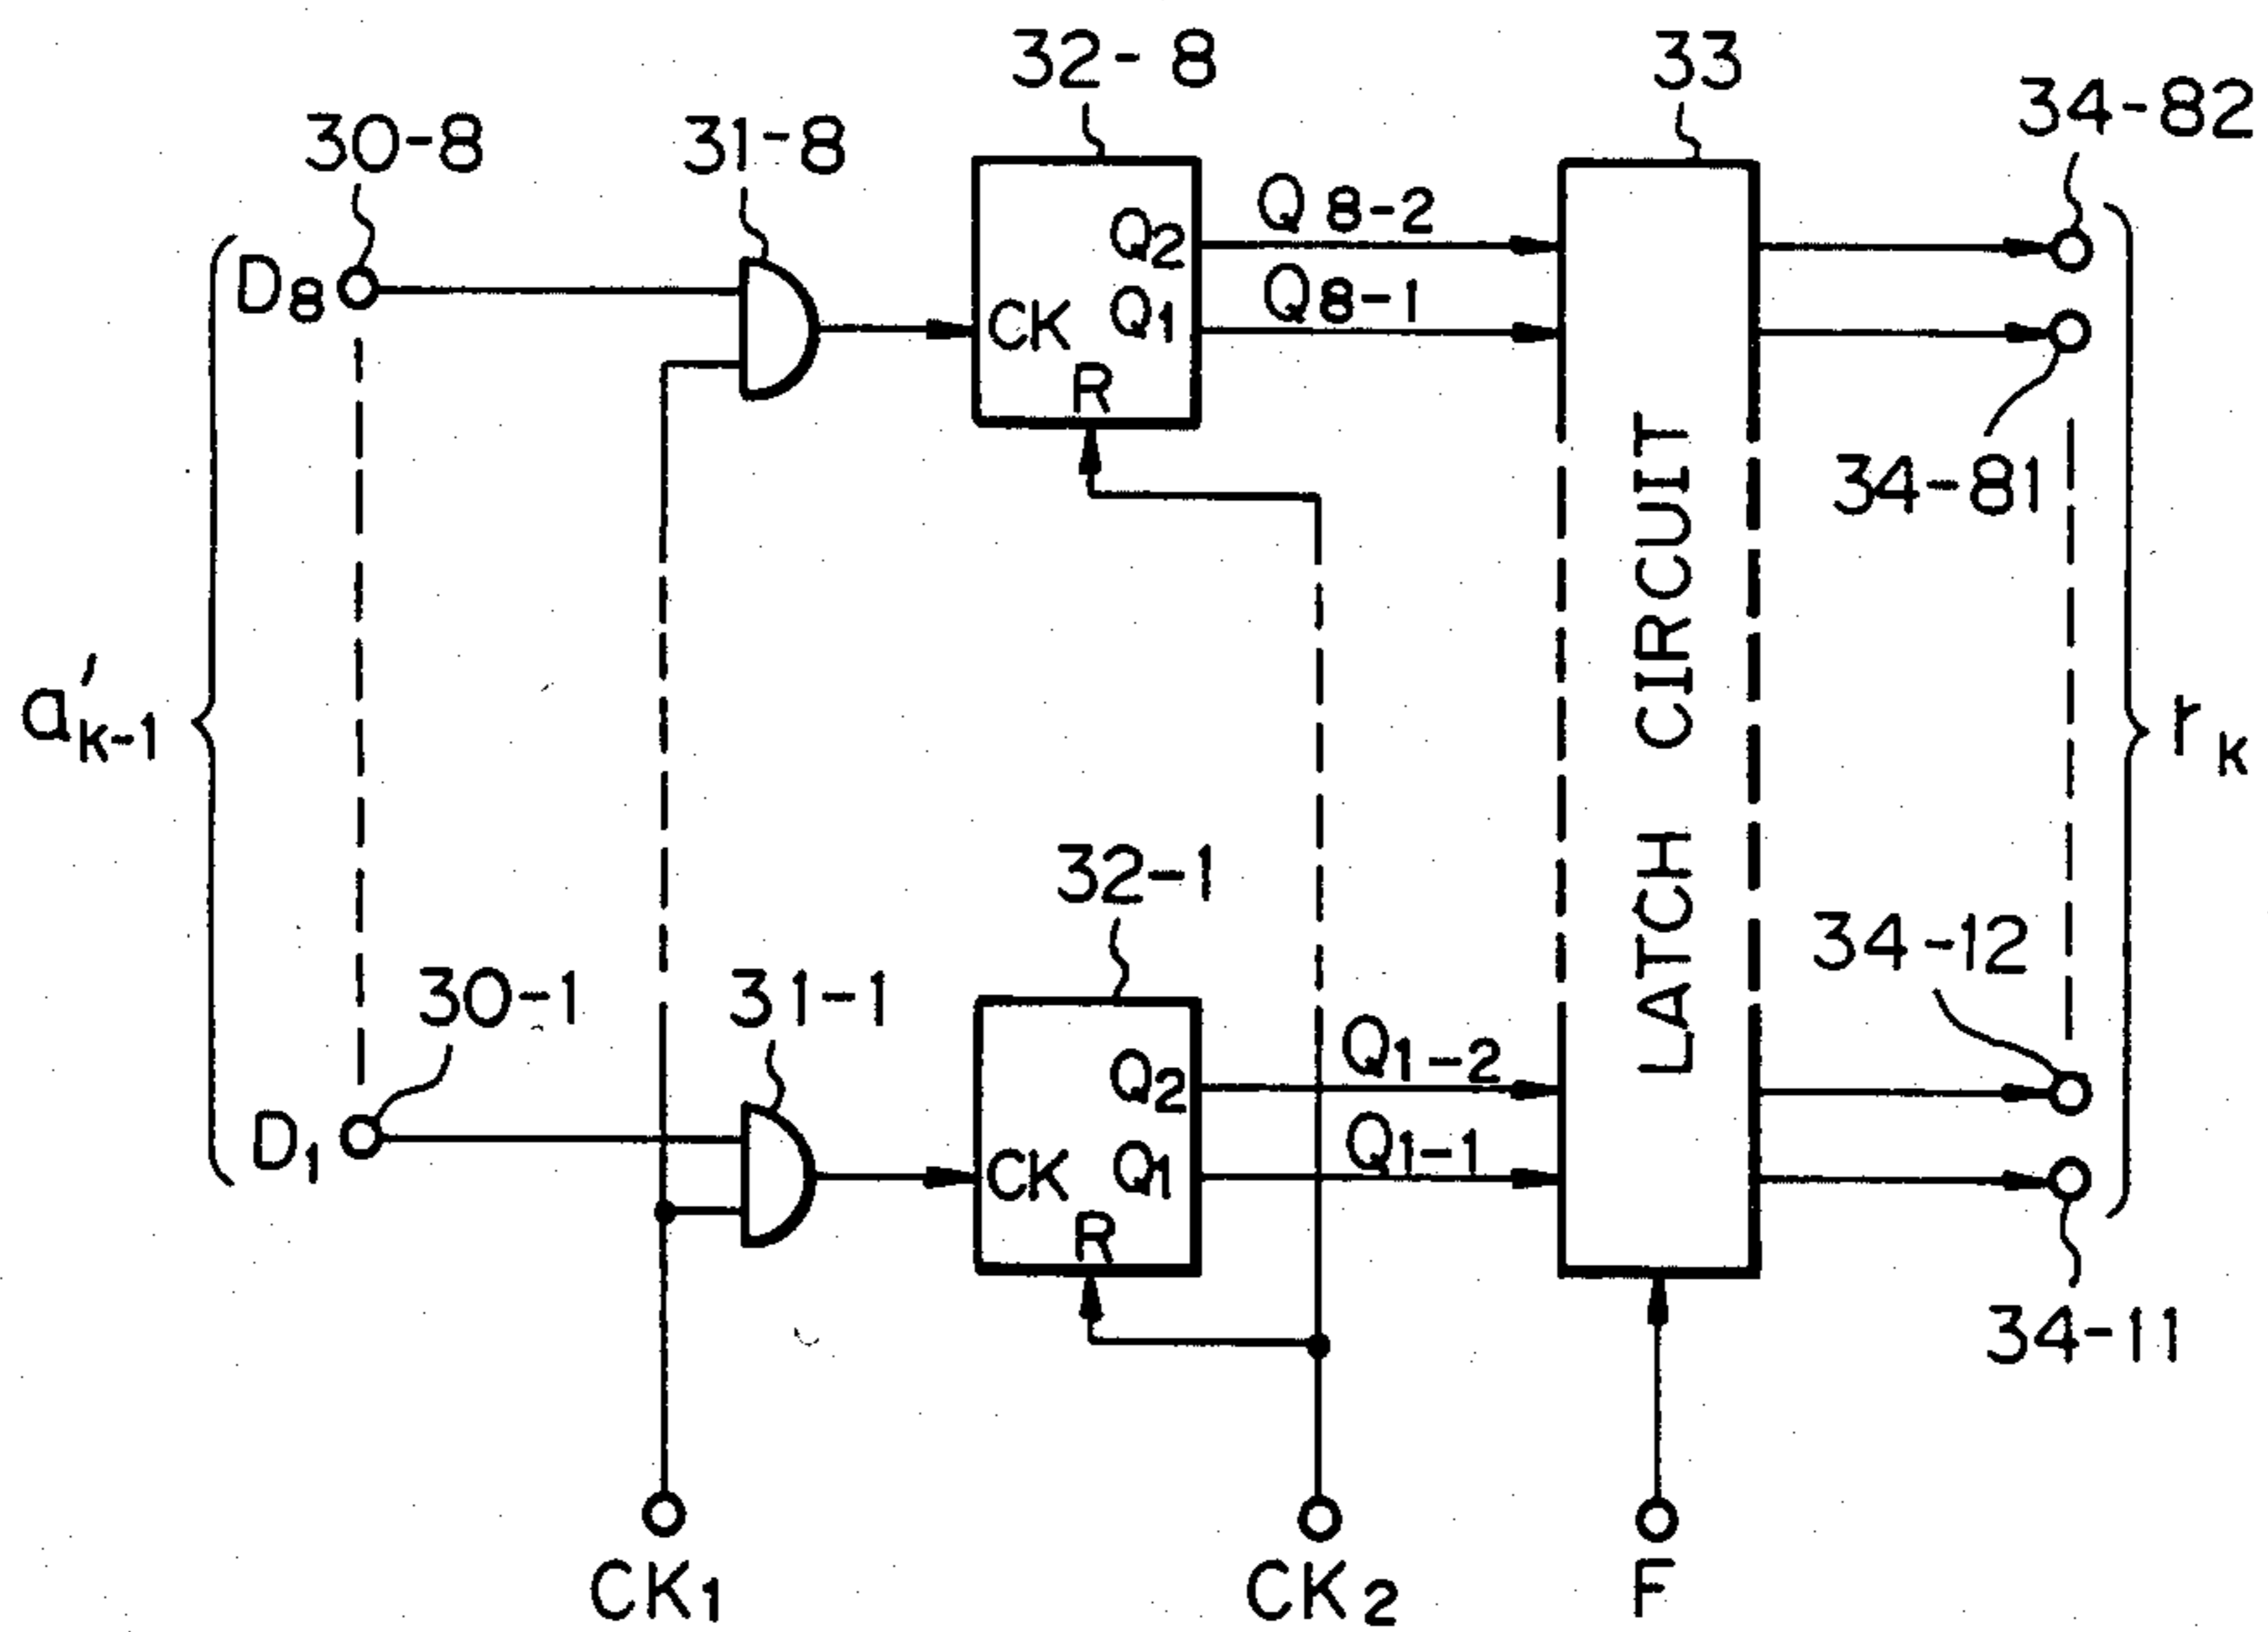 32-8
33
34-82
30-8
31-8
Q8-2
Q2
D8
Q8-1
CK
Q1
R
34-81
LATCH CIRCUIT
a'k-1
rk
32-1
34-12
30-1
31-1
Q1-2
Q2
D1
Q1-1
CK
Q1
R
34-11
CK1
CK2
F